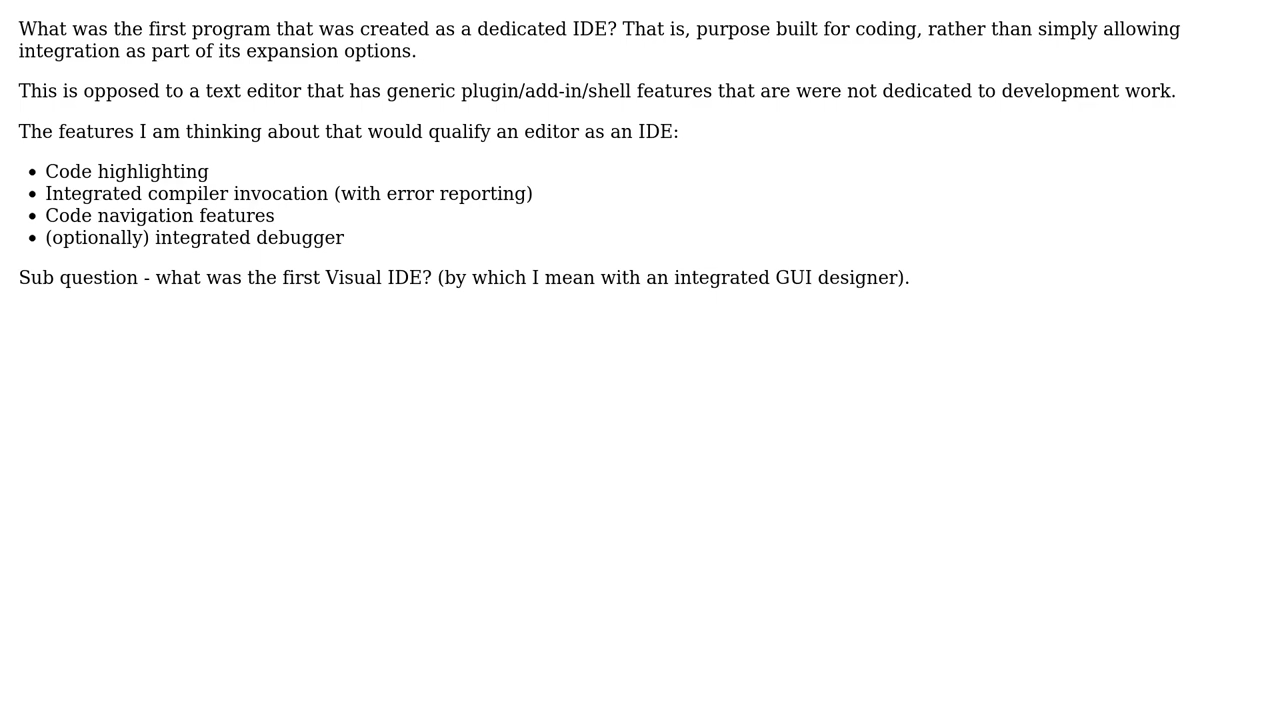 What was the first program that was created as a dedicated IDE? That is, purpose built for coding, rather than simply allowing
integration as part of its expansion options.
This is opposed to a text editor that has generic plugin/add-in/shell features that are were not dedicated to development work.
The features I am thinking about that would qualify an editor as an IDE:
• Code highlighting
• Integrated compiler invocation (with error reporting)
• Code navigation features
• (optionally) integrated debugger
Sub question - what was the first Visual IDE? (by which I mean with an integrated GUI designer).